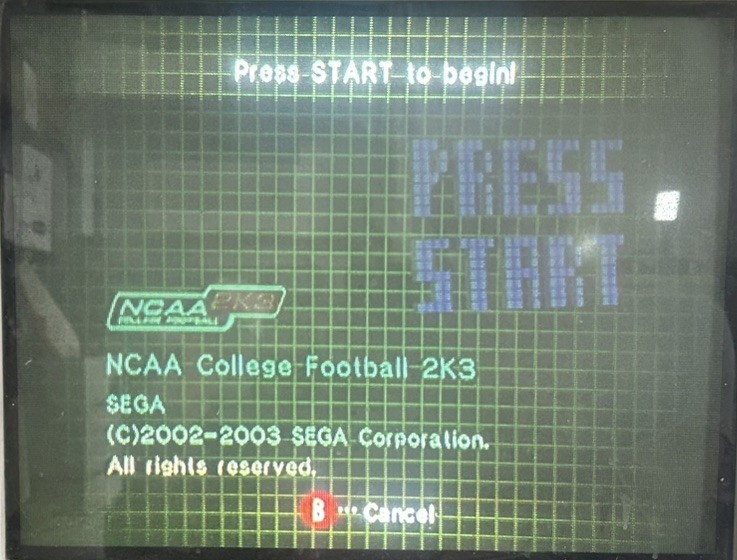 Press START to begin!
PRESS
START
NCAA 2K3
COLLEGE FOOTBALL
NCAA College Football 2K3
SEGA
(C)2002-2003 SEGA Corporation.
All rights reserved.
B ... Cancel